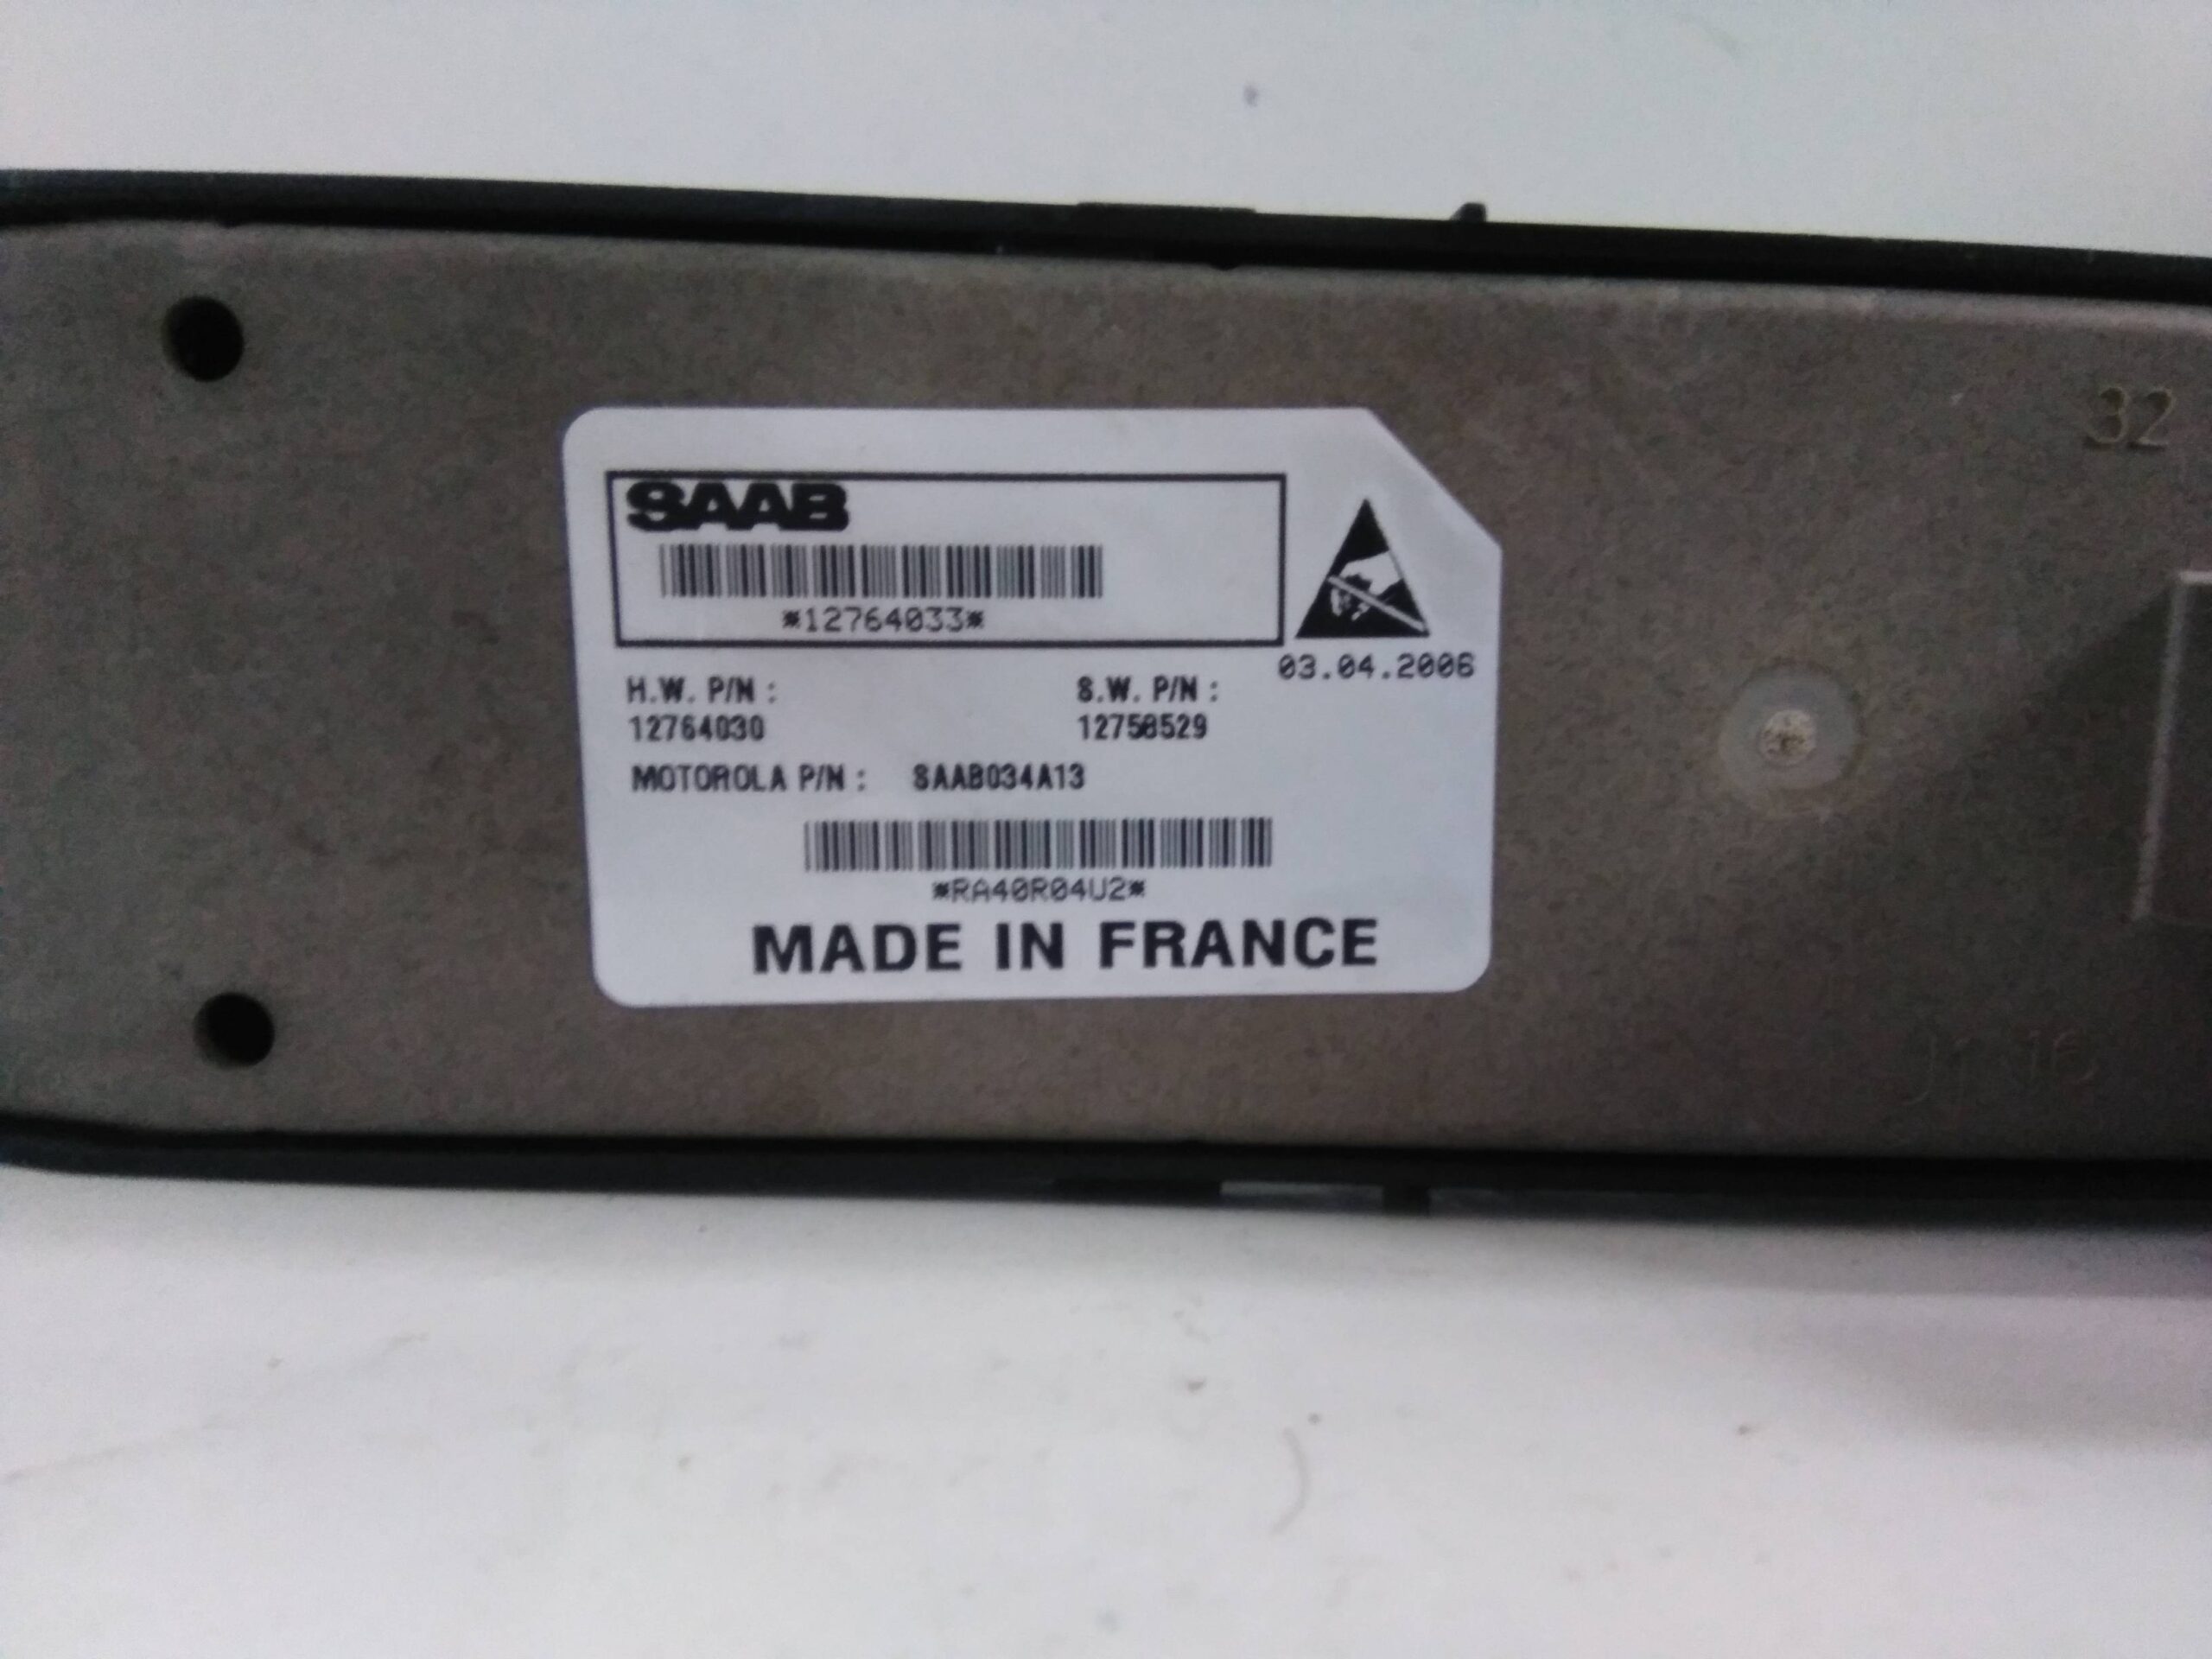 SAAB
*12764033*
03.04.2006
H.W. P/N : S.W. P/N :
12764030 12758529
MOTOROLA P/N : SAAB034A13
*RA40R04U2*
MADE IN FRANCE
32